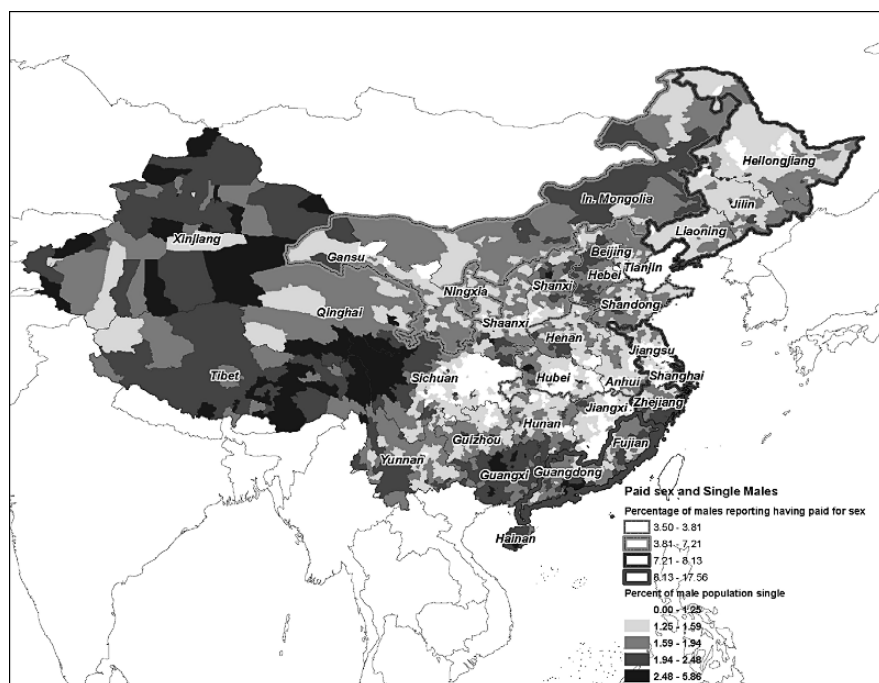 Heilongjiang
In. Mongolia
Jilin
Xinjiang
Liaoning
Gansu
Beijing
Tianjin
Hebei
Ningxia
Shanxi
Qinghai
Shandong
Shaanxi
Henan
Jiangsu
Tibet
Sichuan
Hubei
Anhui
Shanghai
Zhejiang
Jiangxi
Hunan
Guizhou
Fujian
Yunnan
Guangxi
Guangdong
Hainan
Paid sex and Single Males
Percentage of males reporting having paid for sex
3.50 - 3.81
3.81 - 7.21
7.21 - 8.13
8.13 - 17.56
Percent of male population single
0.00 - 1.25
1.25 - 1.59
1.59 - 1.94
1.94 - 2.48
2.48 - 5.86